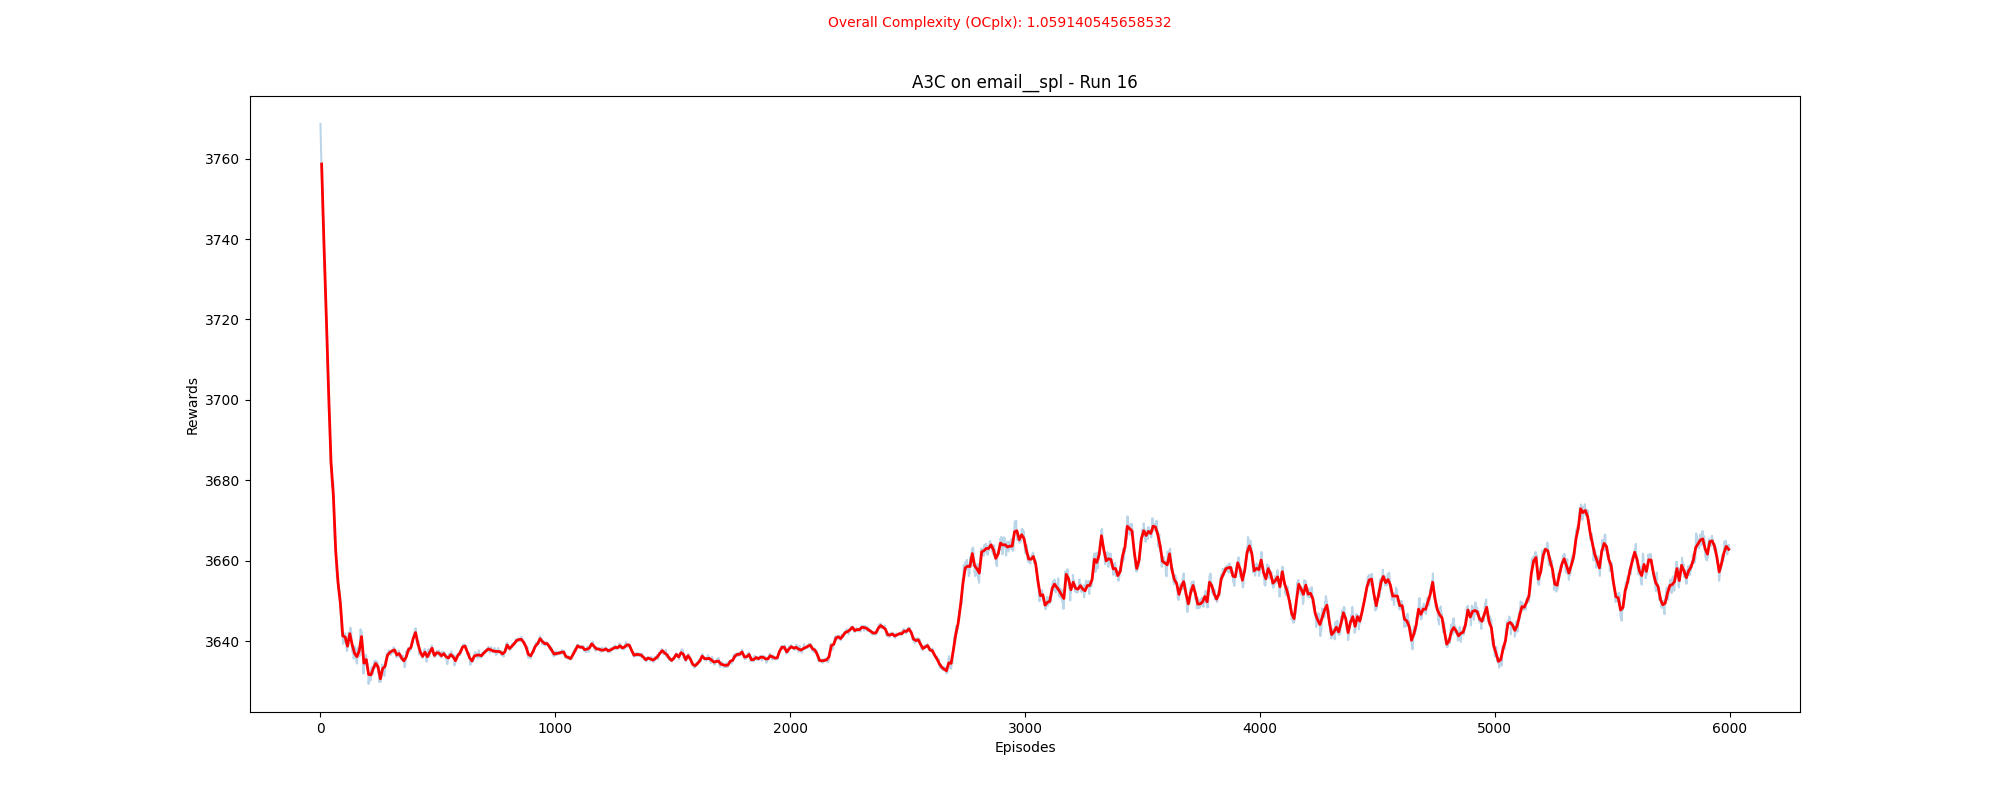 Overall Complexity (OCplx): 1.059140545658532
A3C on email__spl - Run 16
3760
3740
3720
3700
3680
3660
3640
Rewards
0 1000 2000 3000 4000 5000 6000
Episodes